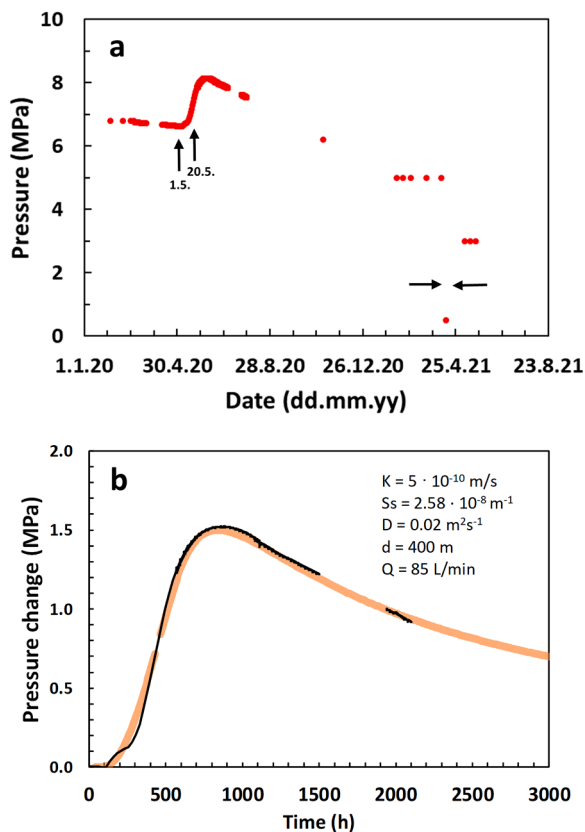 a
10
8
6
4
2
0
Pressure (MPa)
1.5.
20.5.
1.1.20 30.4.20 28.8.20 26.12.20 25.4.21 23.8.21
Date (dd.mm.yy)
b
2.0
1.5
1.0
0.5
0.0
Pressure change (MPa)
K = 5 · 10⁻¹⁰ m/s
Ss = 2.58 · 10⁻⁸ m⁻¹
D = 0.02 m²s⁻¹
d = 400 m
Q = 85 L/min
0 500 1000 1500 2000 2500 3000
Time (h)